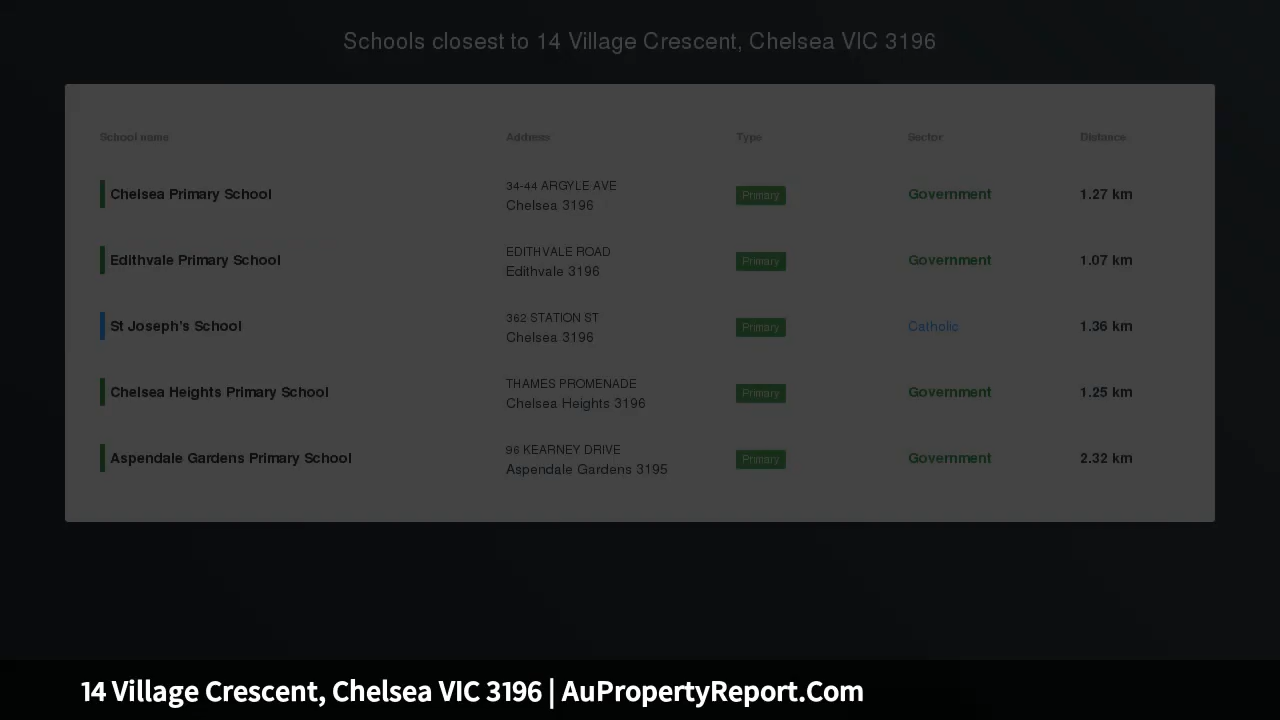 Schools closest to 14 Village Crescent, Chelsea VIC 3196
School name Address Type Sector Distance
Chelsea Primary School 34-44 ARGYLE AVE Chelsea 3196 Primary Government 1.27 km
Edithvale Primary School EDITHVALE ROAD Edithvale 3196 Primary Government 1.07 km
St Joseph's School 362 STATION ST Chelsea 3196 Primary Catholic 1.36 km
Chelsea Heights Primary School THAMES PROMENADE Chelsea Heights 3196 Primary Government 1.25 km
Aspendale Gardens Primary School 96 KEARNEY DRIVE Aspendale Gardens 3195 Primary Government 2.32 km
14 Village Crescent, Chelsea VIC 3196 | AuPropertyReport.Com